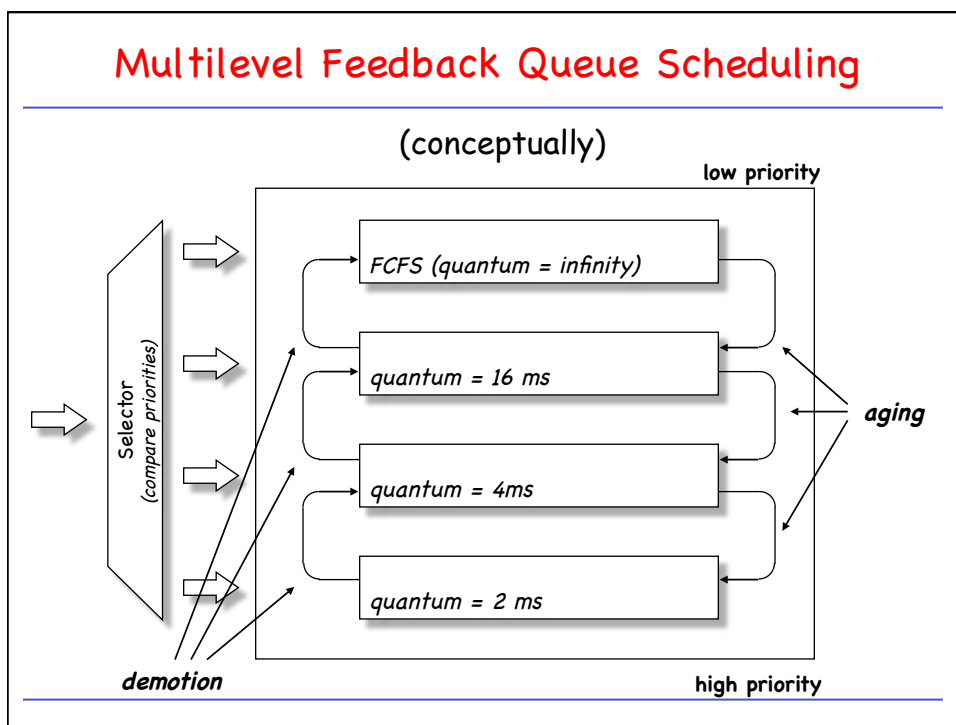 Multilevel Feedback Queue Scheduling
(conceptually)
low priority
FCFS (quantum = infinity)
quantum = 16 ms
Selector
(compare priorities)
aging
quantum = 4ms
quantum = 2 ms
demotion
high priority